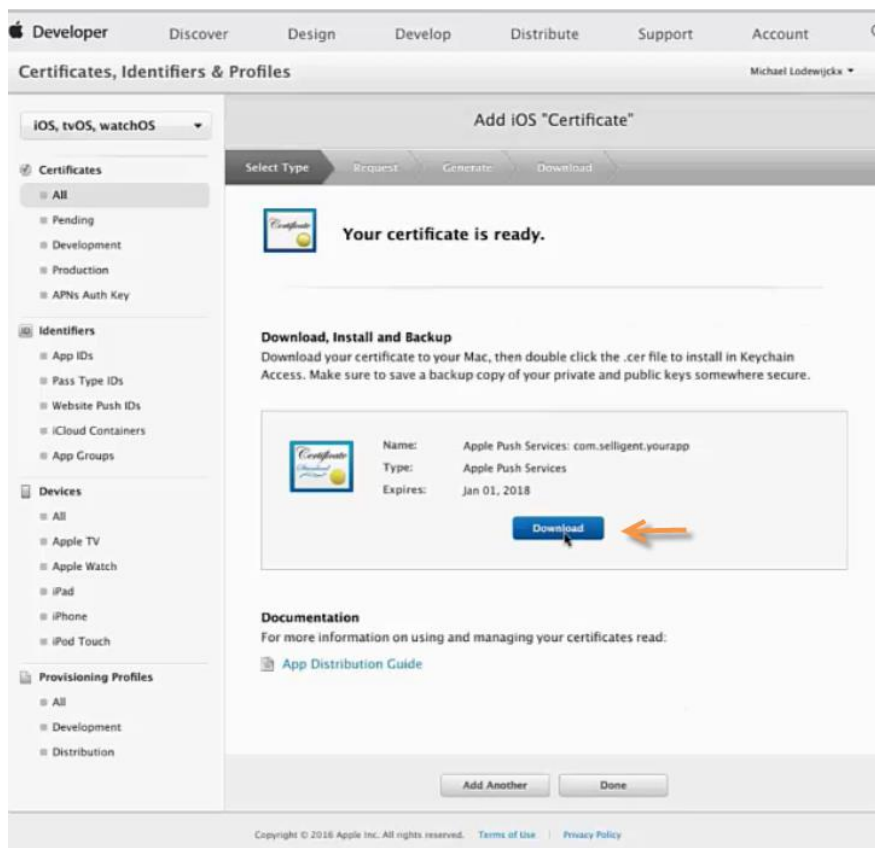 Developer
Discover
Design
Develop
Distribute
Support
Account
Certificates, Identifiers & Profiles
Michael Lodewijckx
iOS, tvOS, watchOS
Add iOS "Certificate"
Certificates
All
Pending
Development
Production
APNs Auth Key
Identifiers
App IDs
Pass Type IDs
Website Push IDs
iCloud Containers
App Groups
Devices
All
Apple TV
Apple Watch
iPad
iPhone
iPod Touch
Provisioning Profiles
All
Development
Distribution
Select Type
Request
Generate
Download
Certificate
Your certificate is ready.
Download, Install and Backup
Download your certificate to your Mac, then double click the .cer file to install in Keychain
Access. Make sure to save a backup copy of your private and public keys somewhere secure.
Certificate
Name: Apple Push Services: com.selligent.yourapp
Type: Apple Push Services
Expires: Jan 01, 2018
Download
Documentation
For more information on using and managing your certificates read:
App Distribution Guide
Add Another
Done
Copyright © 2016 Apple Inc. All rights reserved. Terms of Use Privacy Policy